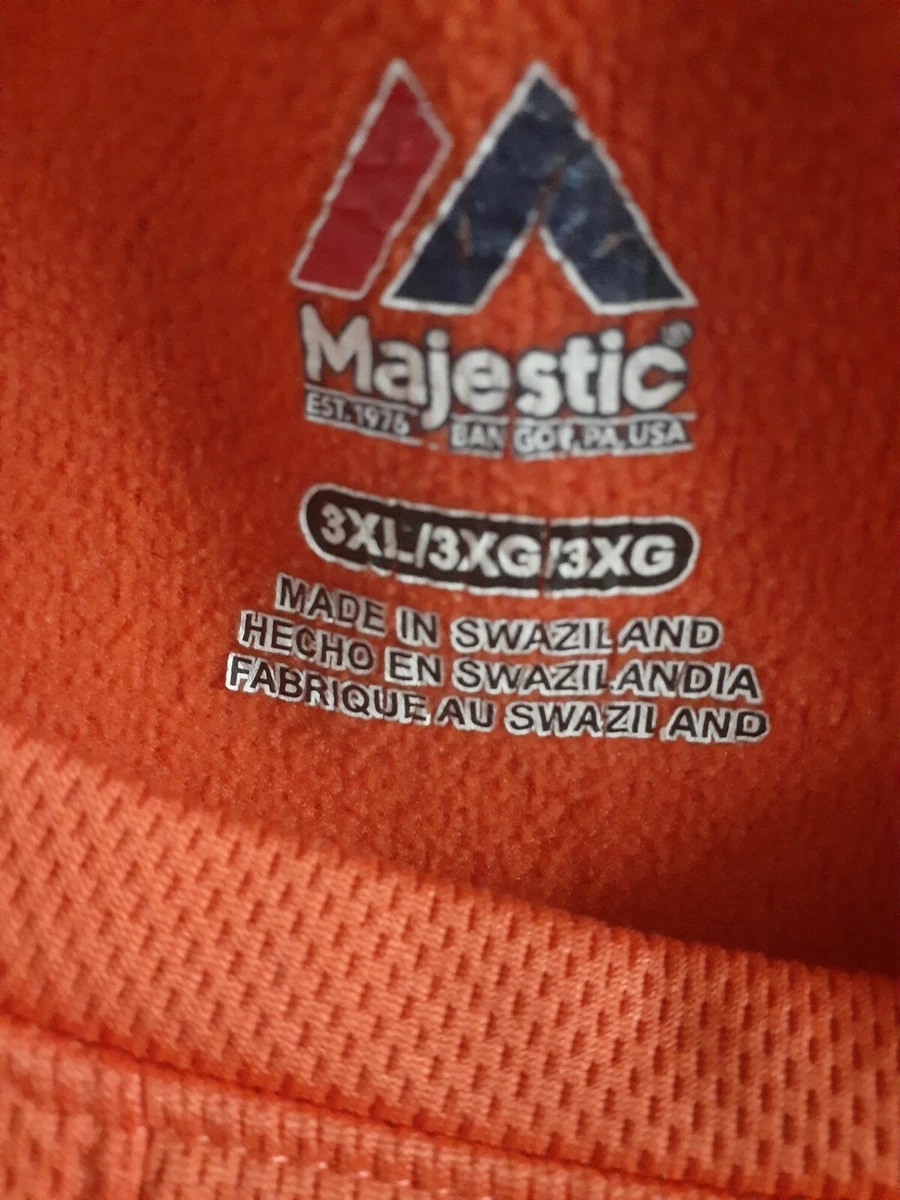 Majestic®
EST. 1976 BANGOR, PA, USA
3XL/3XG/3XG
MADE IN SWAZILAND
HECHO EN SWAZILANDIA
FABRIQUE AU SWAZILAND